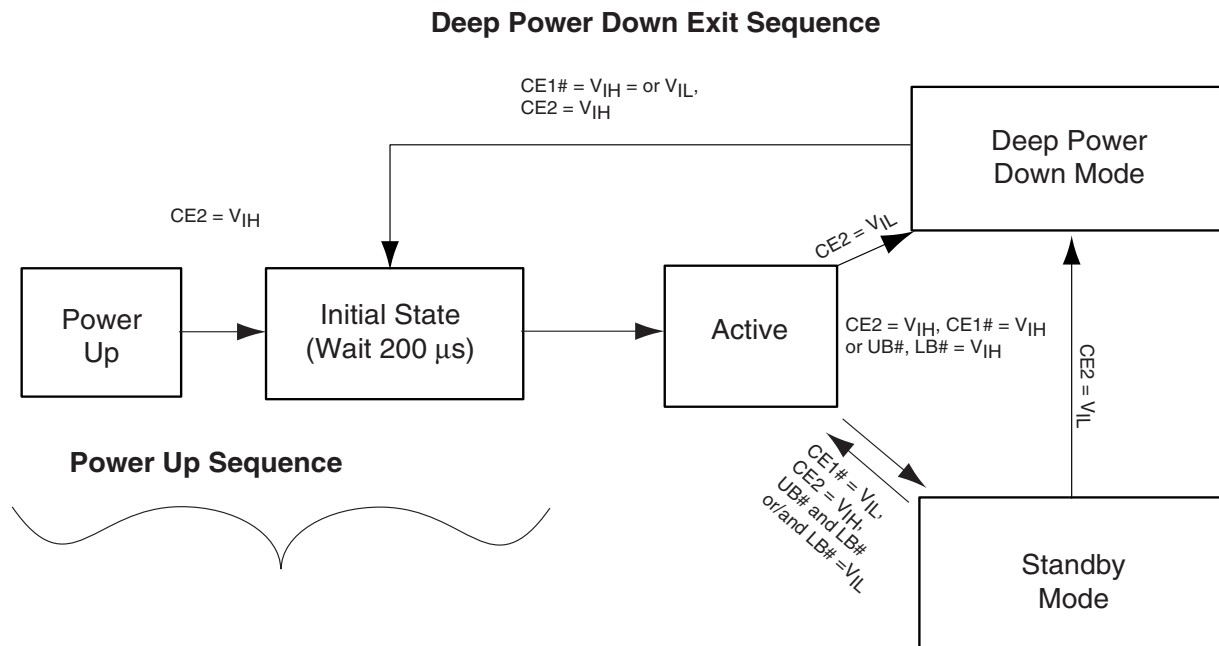 Deep Power Down Exit Sequence
CE1# = VIH = or VIL,
CE2 = VIH
Deep Power
Down Mode
CE2 = VIH
CE2 = VIL
Power
Up
Initial State
(Wait 200 μs)
Active
CE2 = VIH, CE1# = VIH
or UB#, LB# = VIH
CE2 = VIL
Power Up Sequence
CE1# = VIL,
CE2 = VIH,
UB# and LB#
or/and LB# =VIL
Standby
Mode